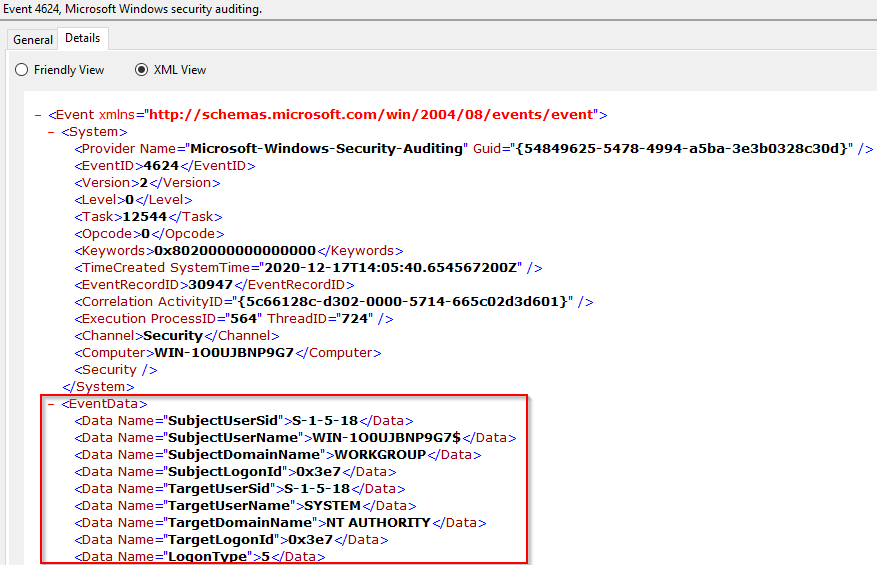 Event 4624, Microsoft Windows security auditing.
General Details
Friendly View XML View
- <Event xmlns="http://schemas.microsoft.com/win/2004/08/events/event">
- <System>
<Provider Name="Microsoft-Windows-Security-Auditing" Guid="{54849625-5478-4994-a5ba-3e3b0328c30d}" />
<EventID>4624</EventID>
<Version>2</Version>
<Level>0</Level>
<Task>12544</Task>
<Opcode>0</Opcode>
<Keywords>0x8020000000000000</Keywords>
<TimeCreated SystemTime="2020-12-17T14:05:40.654567200Z" />
<EventRecordID>30947</EventRecordID>
<Correlation ActivityID="{5c66128c-d302-0000-5714-665c02d3d601}" />
<Execution ProcessID="564" ThreadID="724" />
<Channel>Security</Channel>
<Computer>WIN-1O0UJBNP9G7</Computer>
<Security />
</System>
- <EventData>
<Data Name="SubjectUserSid">S-1-5-18</Data>
<Data Name="SubjectUserName">WIN-1O0UJBNP9G7$</Data>
<Data Name="SubjectDomainName">WORKGROUP</Data>
<Data Name="SubjectLogonId">0x3e7</Data>
<Data Name="TargetUserSid">S-1-5-18</Data>
<Data Name="TargetUserName">SYSTEM</Data>
<Data Name="TargetDomainName">NT AUTHORITY</Data>
<Data Name="TargetLogonId">0x3e7</Data>
<Data Name="LogonType">5</Data>